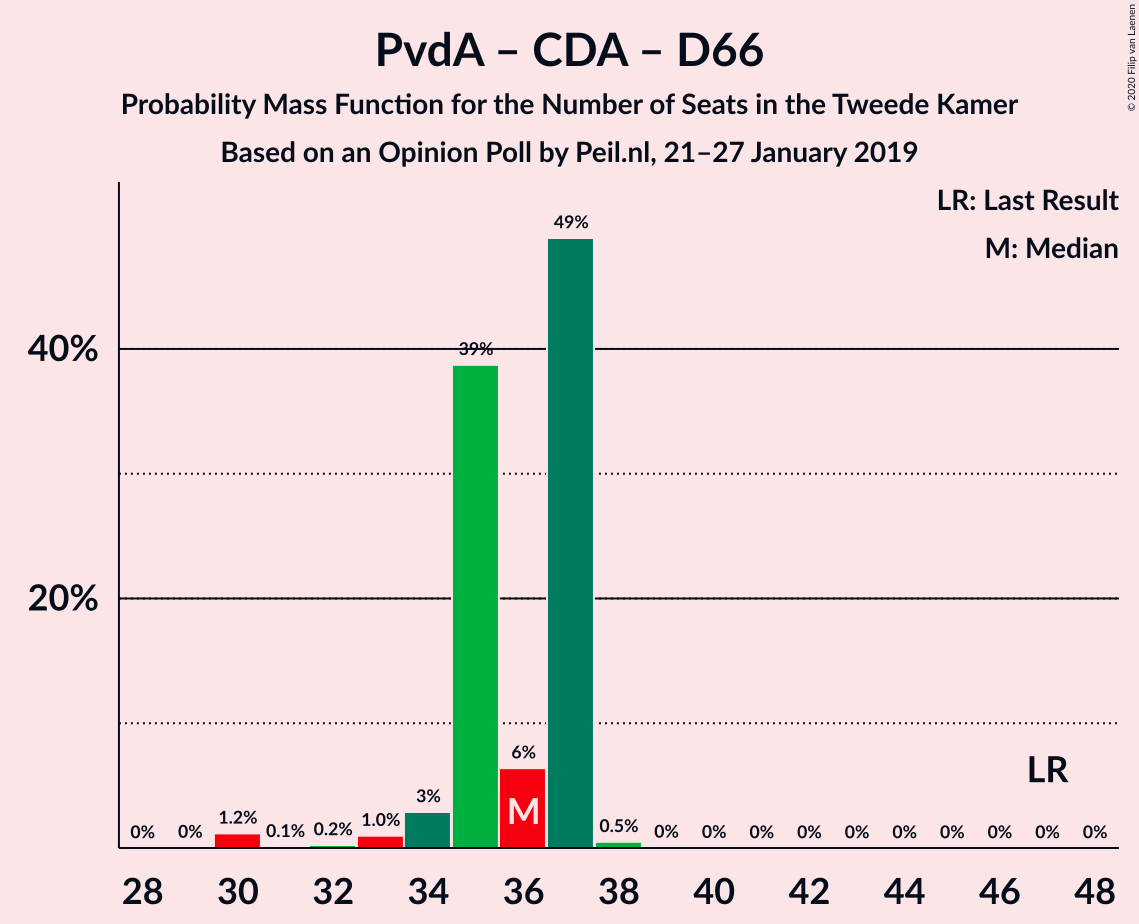 PvdA – CDA – D66
Probability Mass Function for the Number of Seats in the Tweede Kamer
Based on an Opinion Poll by Peil.nl, 21–27 January 2019
© 2020 Filip van Laenen
LR: Last Result
M: Median
49%
40%
39%
20%
6%
LR
3%
M
1.2%
1.0%
0% 0% 0.1% 0.2% 0.5% 0% 0% 0% 0% 0% 0% 0% 0% 0% 0%
28 30 32 34 36 38 40 42 44 46 48